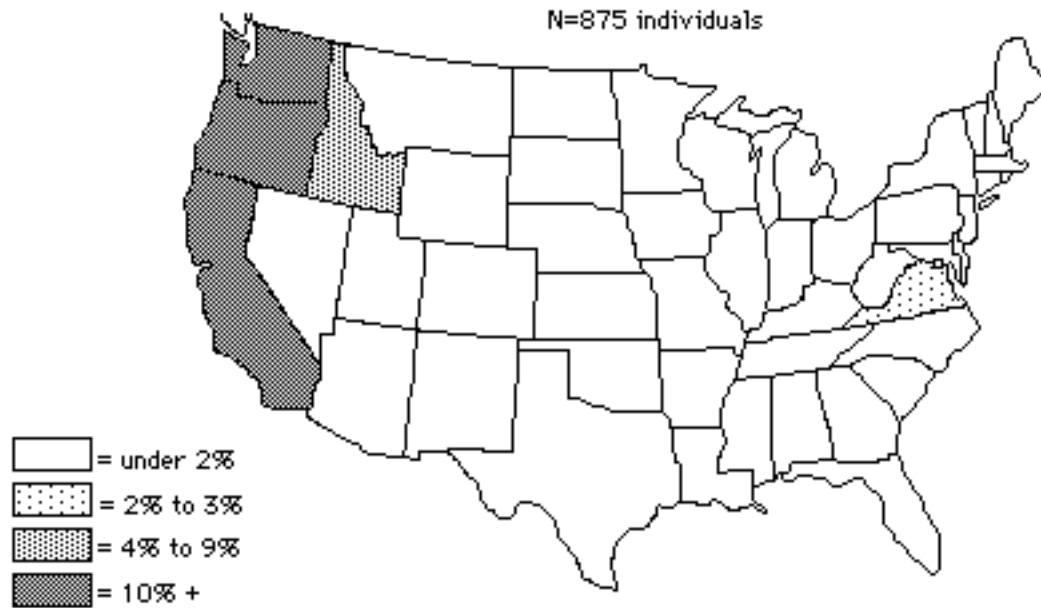 N=875 individuals
= under 2%
= 2% to 3%
= 4% to 9%
= 10% +